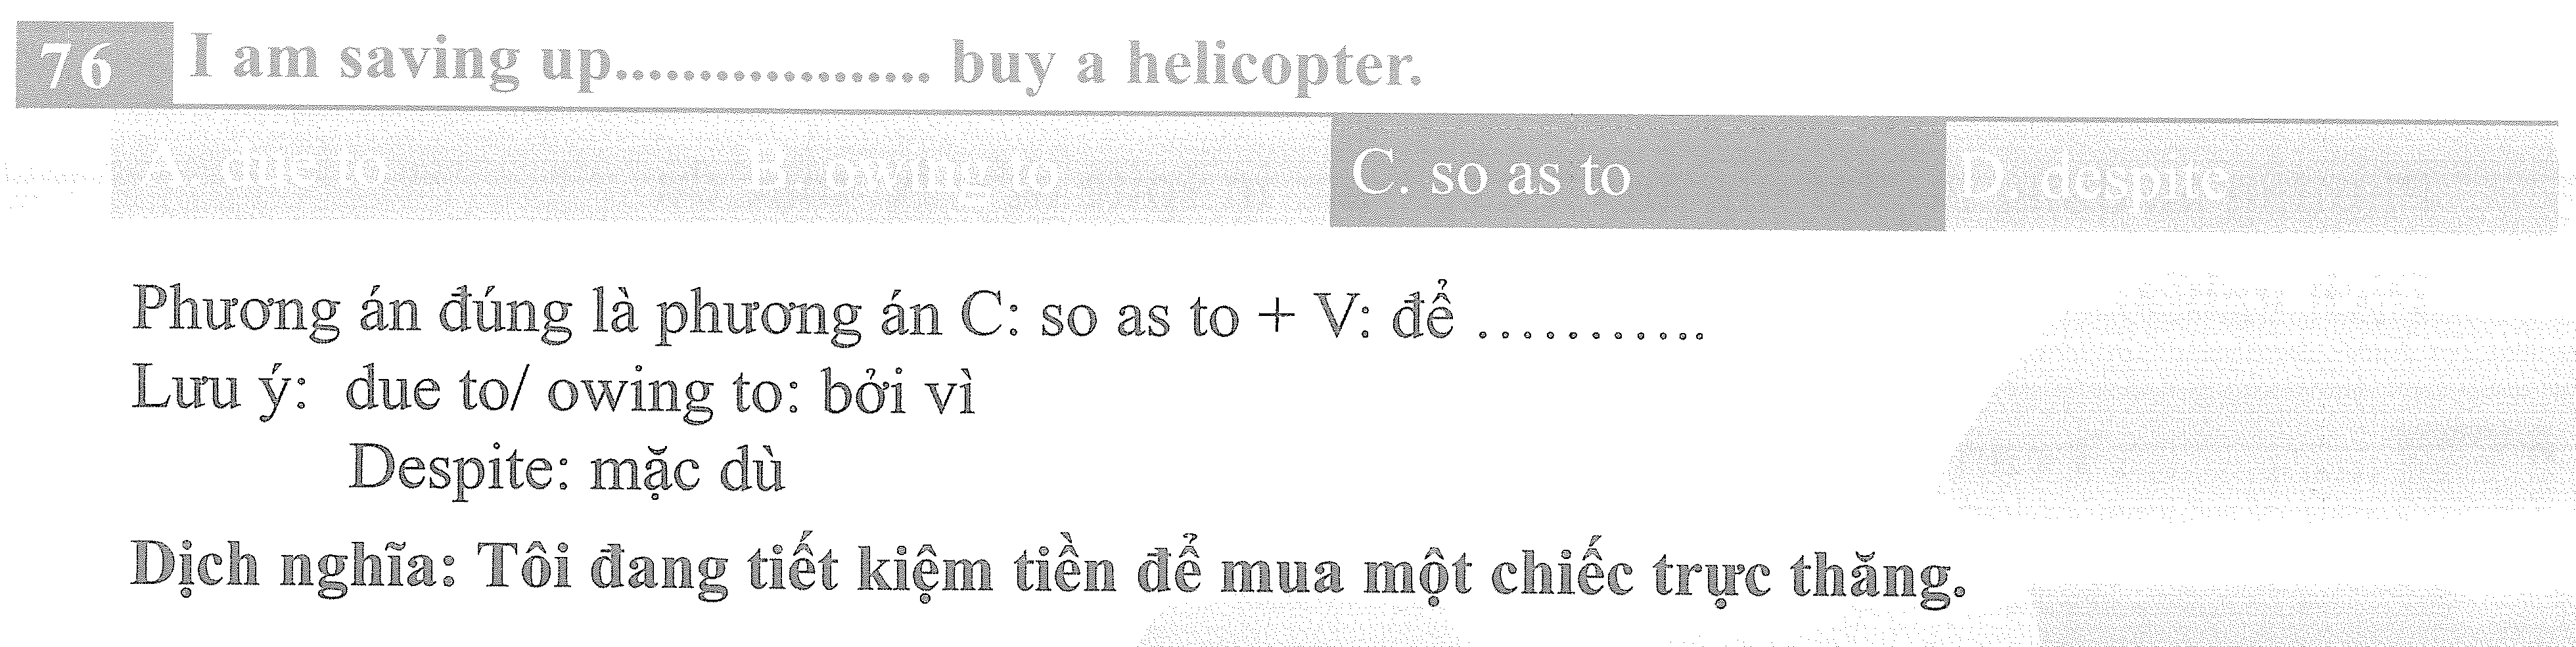 76 I am saving up.................. buy a helicopter.
A. due to B. owing to C. so as to D. despite
Phương án đúng là phương án C: so as to + V: để ...........
Lưu ý: due to/ owing to: bởi vì
Despite: mặc dù
Dịch nghĩa: Tôi đang tiết kiệm tiền để mua một chiếc trực thăng.